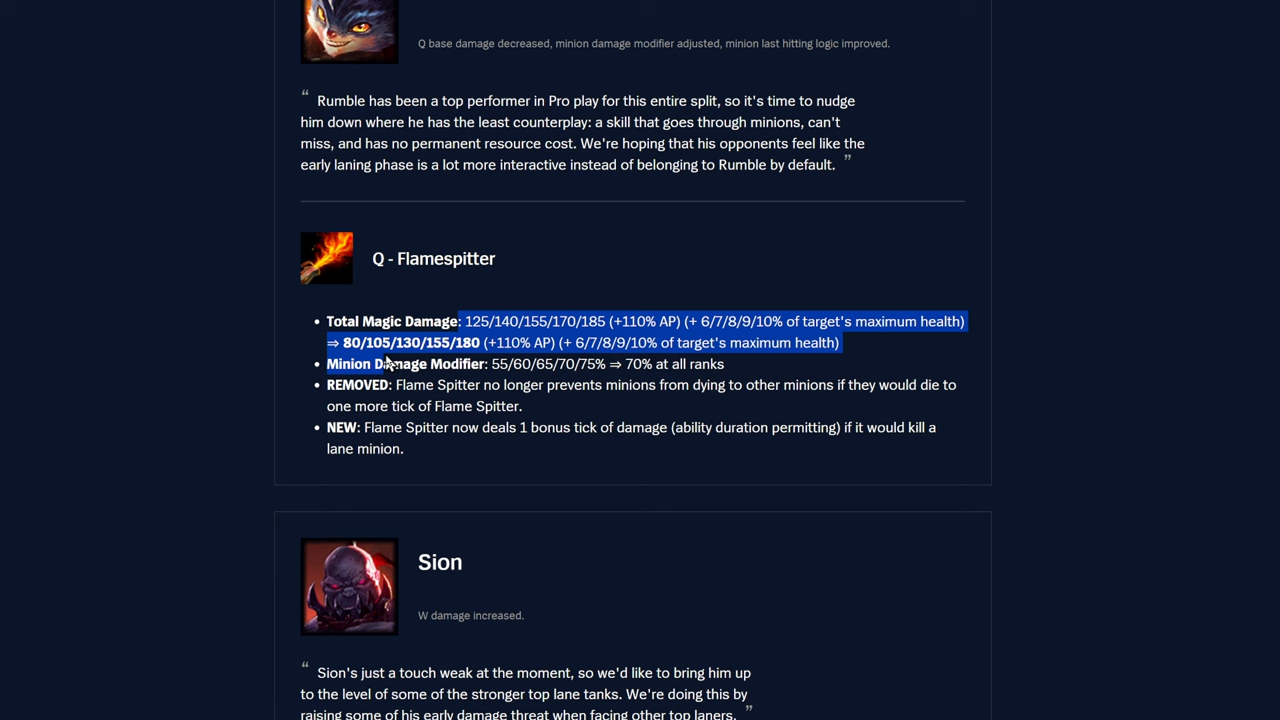 Q base damage decreased, minion damage modifier adjusted, minion last hitting logic improved.
“ Rumble has been a top performer in Pro play for this entire split, so it's time to nudge
him down where he has the least counterplay: a skill that goes through minions, can't
miss, and has no permanent resource cost. We're hoping that his opponents feel like the
early laning phase is a lot more interactive instead of belonging to Rumble by default. ”
Q - Flamespitter
• Total Magic Damage: 125/140/155/170/185 (+110% AP) (+ 6/7/8/9/10% of target's maximum health)
⇒ 80/105/130/155/180 (+110% AP) (+ 6/7/8/9/10% of target's maximum health)
• Minion Damage Modifier: 55/60/65/70/75% ⇒ 70% at all ranks
• REMOVED: Flame Spitter no longer prevents minions from dying to other minions if they would die to
one more tick of Flame Spitter.
• NEW: Flame Spitter now deals 1 bonus tick of damage (ability duration permitting) if it would kill a
lane minion.
Sion
W damage increased.
“ Sion's just a touch weak at the moment, so we'd like to bring him up
to the level of some of the stronger top lane tanks. We're doing this by
raising some of his early damage threat when facing other top laners. ”